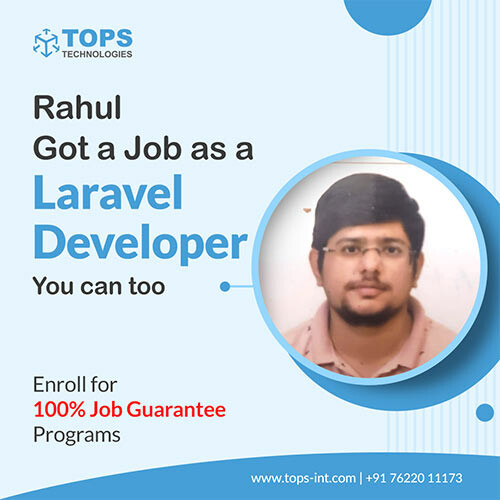 TOPS
TECHNOLOGIES
Rahul
Got a Job as a
Laravel
Developer
You can too
Enroll for
100% Job Guarantee
Programs
www.tops-int.com | +91 76220 11173